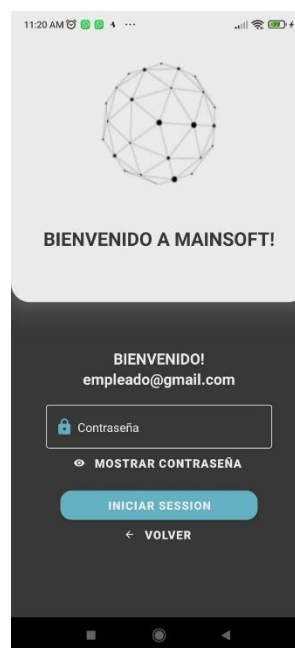 11:20 AM
BIENVENIDO A MAINSOFT!
BIENVENIDO!
empleado@gmail.com
Contraseña
MOSTRAR CONTRASEÑA
INICIAR SESSION
VOLVER